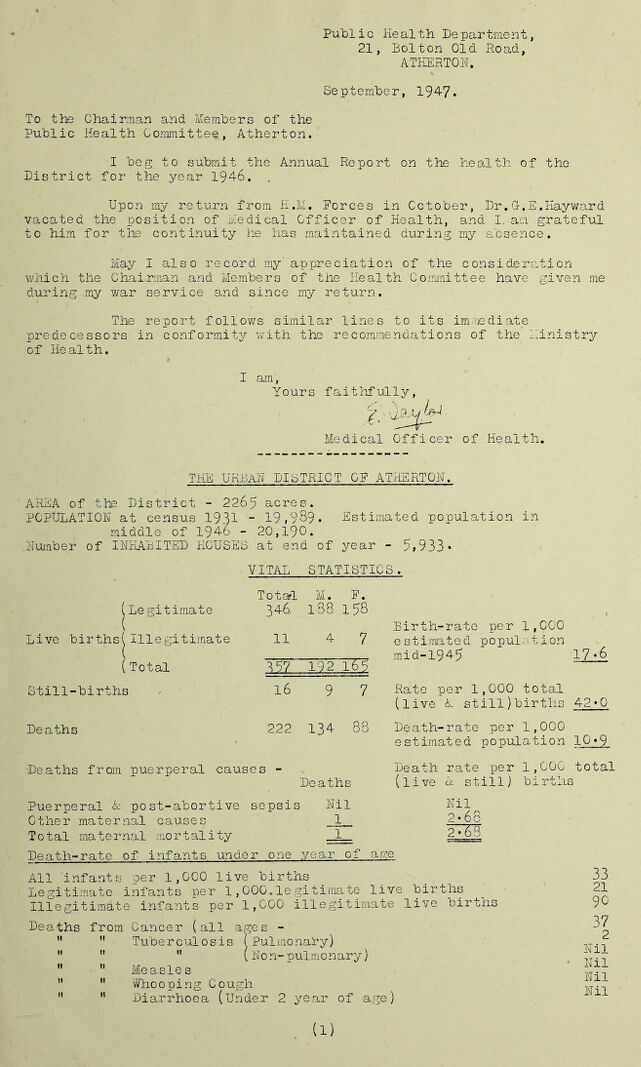 Public Health Department,
21, Bolton Old Road,
ATHERTON.
September, 1947.
To the Chairman and Members of the
Public Health Committee, Atherton.
I beg to submit the Annual Report on the health of the
District for the year 1946.
Upon my return from H.M. Forces in October, Dr.G.E.Hayward
vacated the position of Medical Officer of Health, and I am grateful
to him for the continuity he has maintained during my absence.
May I also record my appreciation of the consideration
which the Chairman and Members of the Health Committee have given me
during my war service and since my return.
The report follows similar lines to its immediate
predecessors in conformity with the recommendations of the Ministry
of Health.
I am,
Yours faithfully,
Medical Officer of Health.
THE URBAN DISTRICT OF ATHERTON.
AREA of the District - 2265 acres.
POPULATION at census 1931 - 19,989. Estimated population in
middle of 1946 - 20,190.
Number of INHABITED HOUSES at end of year - 5,933.
VITAL STATISTICS.
Total M. F.
(Legitimate 346 188 158
Live births( Illegitimate 11 4 7
(Total 357 192 165
Birth-rate per 1,000
estimated population
mid-1945 17.6
Still-births 16 9 7 Rate per 1,000 total
(live & still)births 42.0
Deaths 222 134 88 Death-rate per 1,000
estimated population 10.9
Deaths from puerperal causes - Death rate per 1,000 total
Deaths (live & still) births
Puerperal & post-abortive sepsis Nil Nil
Other maternal causes 1 2.68
Total maternal mortality 1 2.68
Death-rate of infants under one year of age
All infants per 1,000 live births 33
Legitimate infants per 1,000 legitimate live births 21
Illegitimate infants per 1,000 illegitimate live births 90
Deaths from Cancer (all ages - 37
" " Tuberculosis (Pulmonary) 2
" " " (Non-pulmonary) Nil
" " Measles Nil
" " Whooping Cough Nil
" " Diarrhoea (Under 2 year of age) Nil
(1)